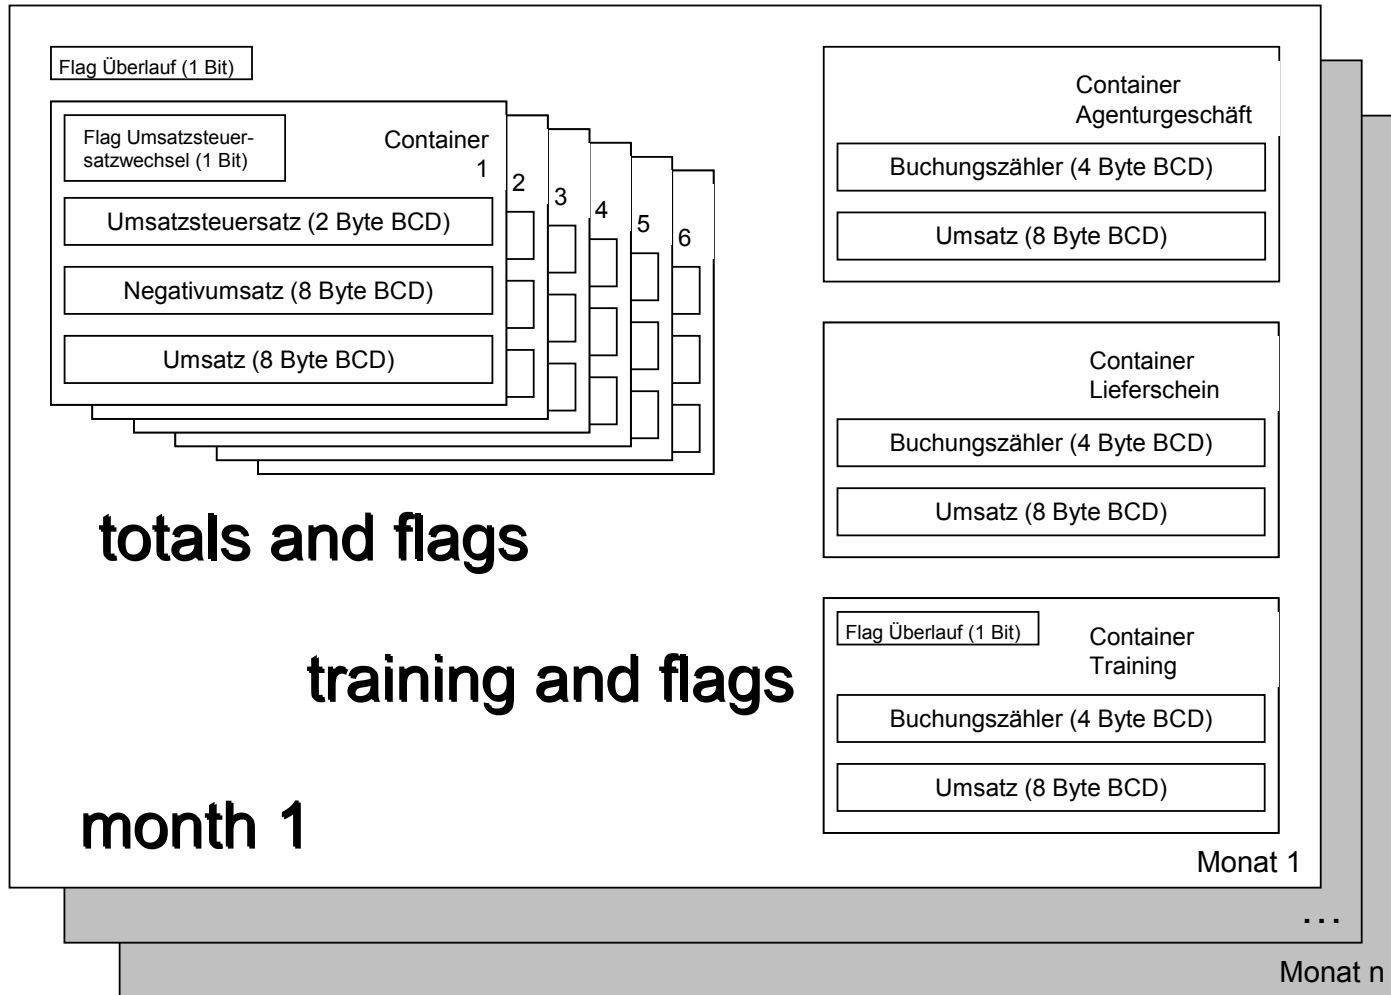 Flag Überlauf (1 Bit)
Flag Umsatzsteuer-
satzwechsel (1 Bit)
Container
1
2
3
4
5
6
Umsatzsteuersatz (2 Byte BCD)
Negativumsatz (8 Byte BCD)
Umsatz (8 Byte BCD)
totals and flags
training and flags
month 1
Container
Agenturgeschäft
Buchungszähler (4 Byte BCD)
Umsatz (8 Byte BCD)
Container
Lieferschein
Buchungszähler (4 Byte BCD)
Umsatz (8 Byte BCD)
Flag Überlauf (1 Bit)
Container
Training
Buchungszähler (4 Byte BCD)
Umsatz (8 Byte BCD)
Monat 1
...
Monat n